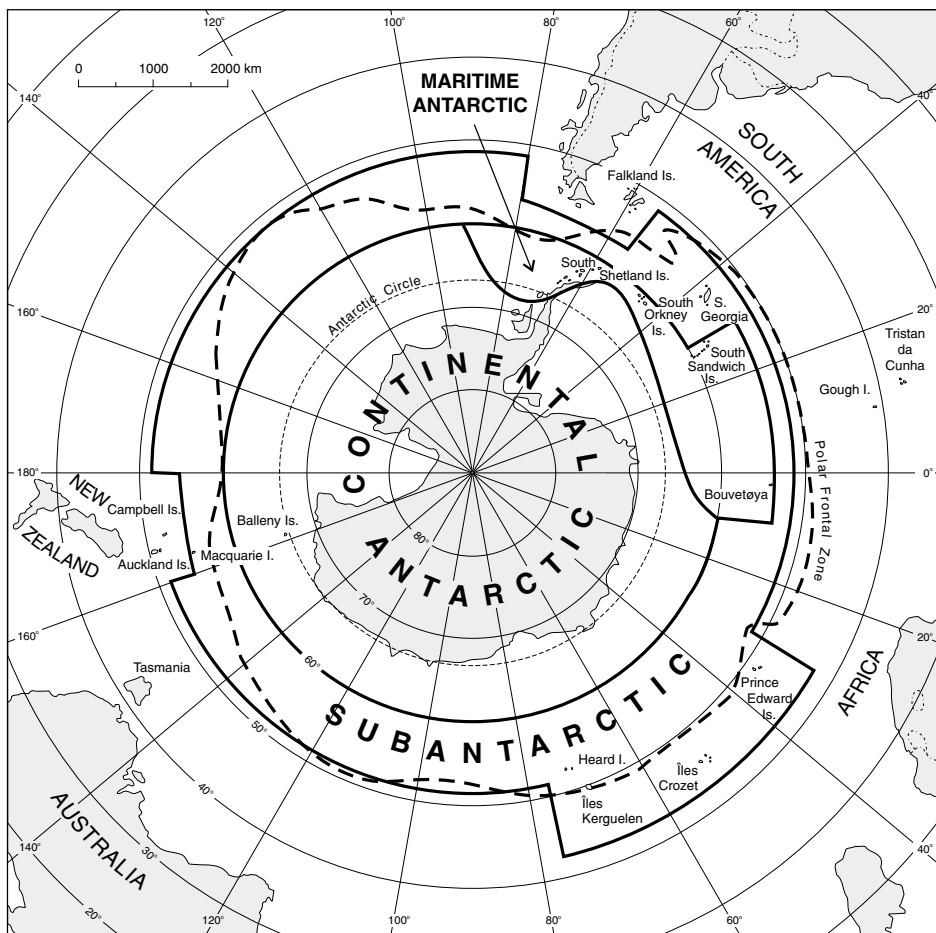 120°
100°
80°
60°
0 1000 2000 km
MARITIME
ANTARCTIC
140°
40°
SOUTH
AMERICA
Falkland Is.
South
Shetland Is.
Antarctic Circle
South
Orkney
Is.
S.
Georgia
160°
20°
South
Sandwich
Is.
Tristan
da
Cunha
Gough I.
CONTINENTAL
ANTARCTIC
180°
0°
NEW
ZEALAND
Campbell Is.
Auckland Is.
Macquarie I.
Balleny Is.
Bouvetøya
Polar Frontal Zone
80°
70°
60°
50°
40°
30°
20°
160°
20°
Tasmania
SUBANTARCTIC
Prince
Edward
Is.
AFRICA
Heard I.
Îles
Crozet
Îles
Kerguelen
AUSTRALIA
140°
40°
120°
100°
80°
60°